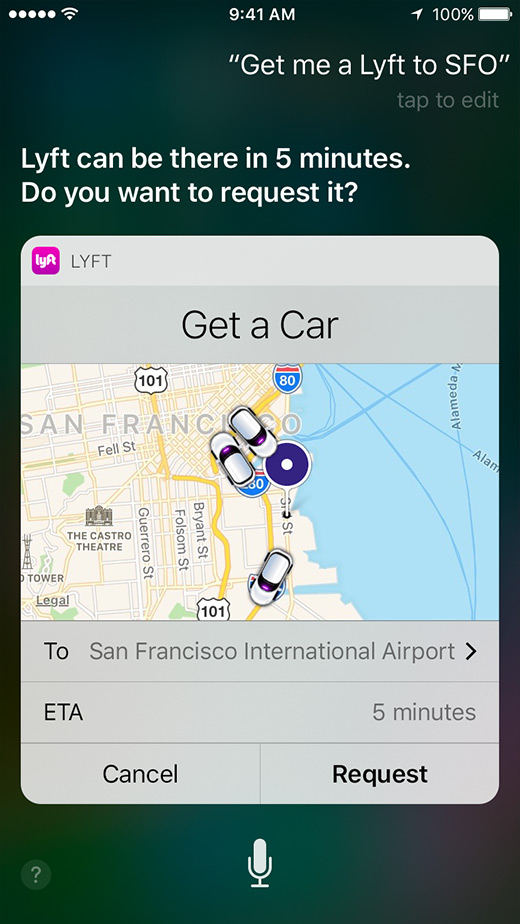 9:41 AM
100%
“Get me a Lyft to SFO”
tap to edit
Lyft can be there in 5 minutes.
Do you want to request it?
lyft
LYFT
Get a Car
101
80
Alameda
SAN FRANCISCO
Fell St
Alam
280
3rd St
Bryant St
Folsom St
Guerrero St
THE CASTRO
THEATRE
O TOWER
Legal
101
To
San Francisco International Airport
ETA
5 minutes
Cancel
Request
?